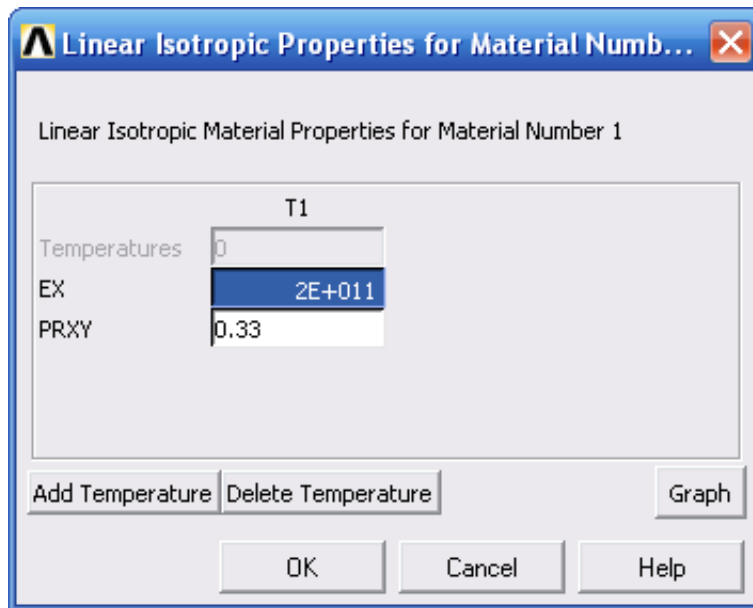 Linear Isotropic Properties for Material Numb...
Linear Isotropic Material Properties for Material Number 1
T1
Temperatures 0
EX 2E+011
PRXY 0.33
Add Temperature Delete Temperature Graph
OK Cancel Help